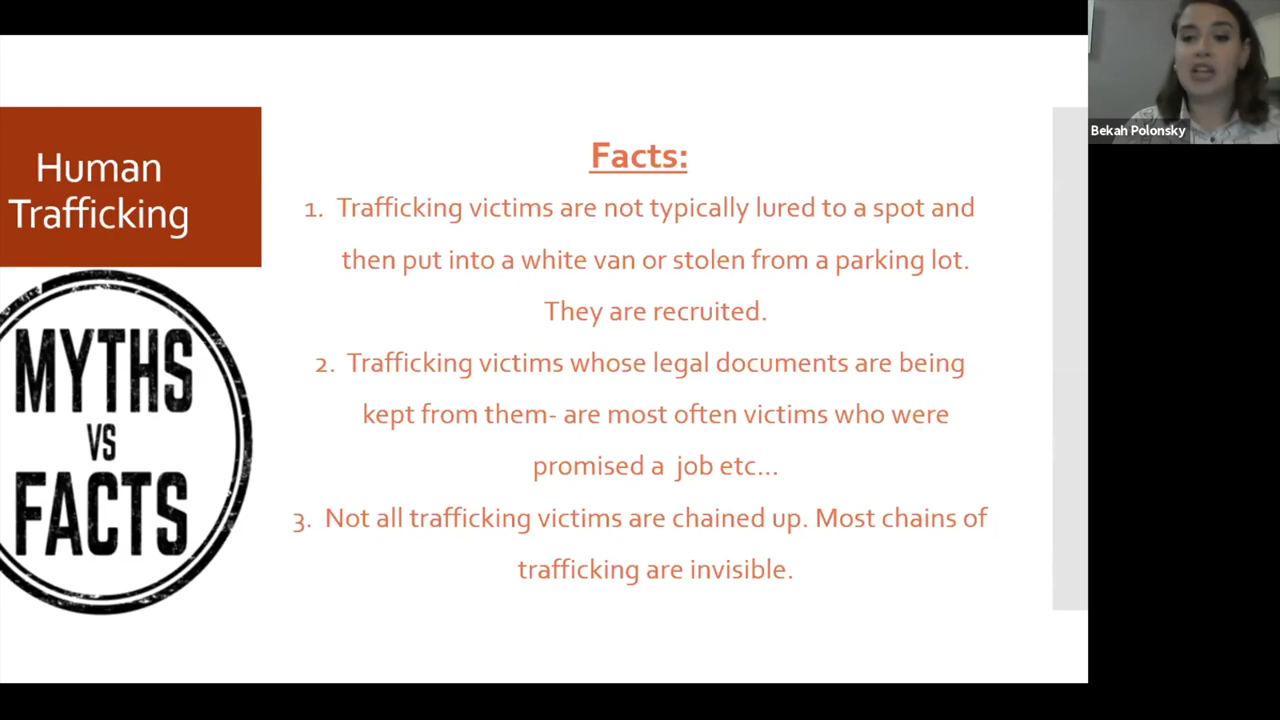 Human
Trafficking
MYTHS
VS
FACTS
Facts:
1. Trafficking victims are not typically lured to a spot and
then put into a white van or stolen from a parking lot.
They are recruited.
2. Trafficking victims whose legal documents are being
kept from them- are most often victims who were
promised a job etc...
3. Not all trafficking victims are chained up. Most chains of
trafficking are invisible.
Bekah Polonsky